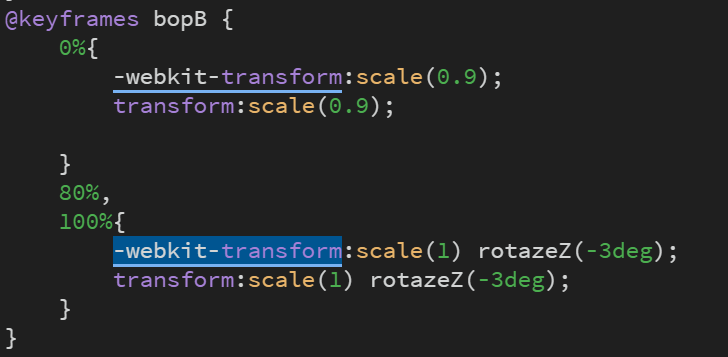 @keyframes bopB {
0%{
-webkit-transform:scale(0.9);
transform:scale(0.9);
}
80%,
100%{
-webkit-transform:scale(1) rotazeZ(-3deg);
transform:scale(1) rotazeZ(-3deg);
}
}